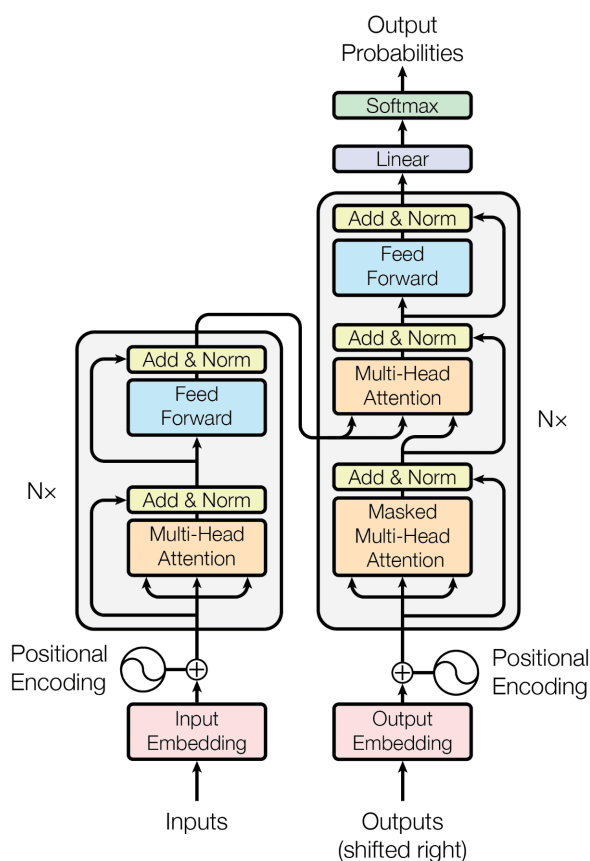 Output
Probabilities
Softmax
Linear
Add & Norm
Feed
Forward
Add & Norm
Multi-Head
Attention
Add & Norm
Masked
Multi-Head
Attention
N×
Add & Norm
Feed
Forward
Add & Norm
Multi-Head
Attention
N×
Positional
Encoding
Positional
Encoding
Input
Embedding
Output
Embedding
Inputs
Outputs
(shifted right)